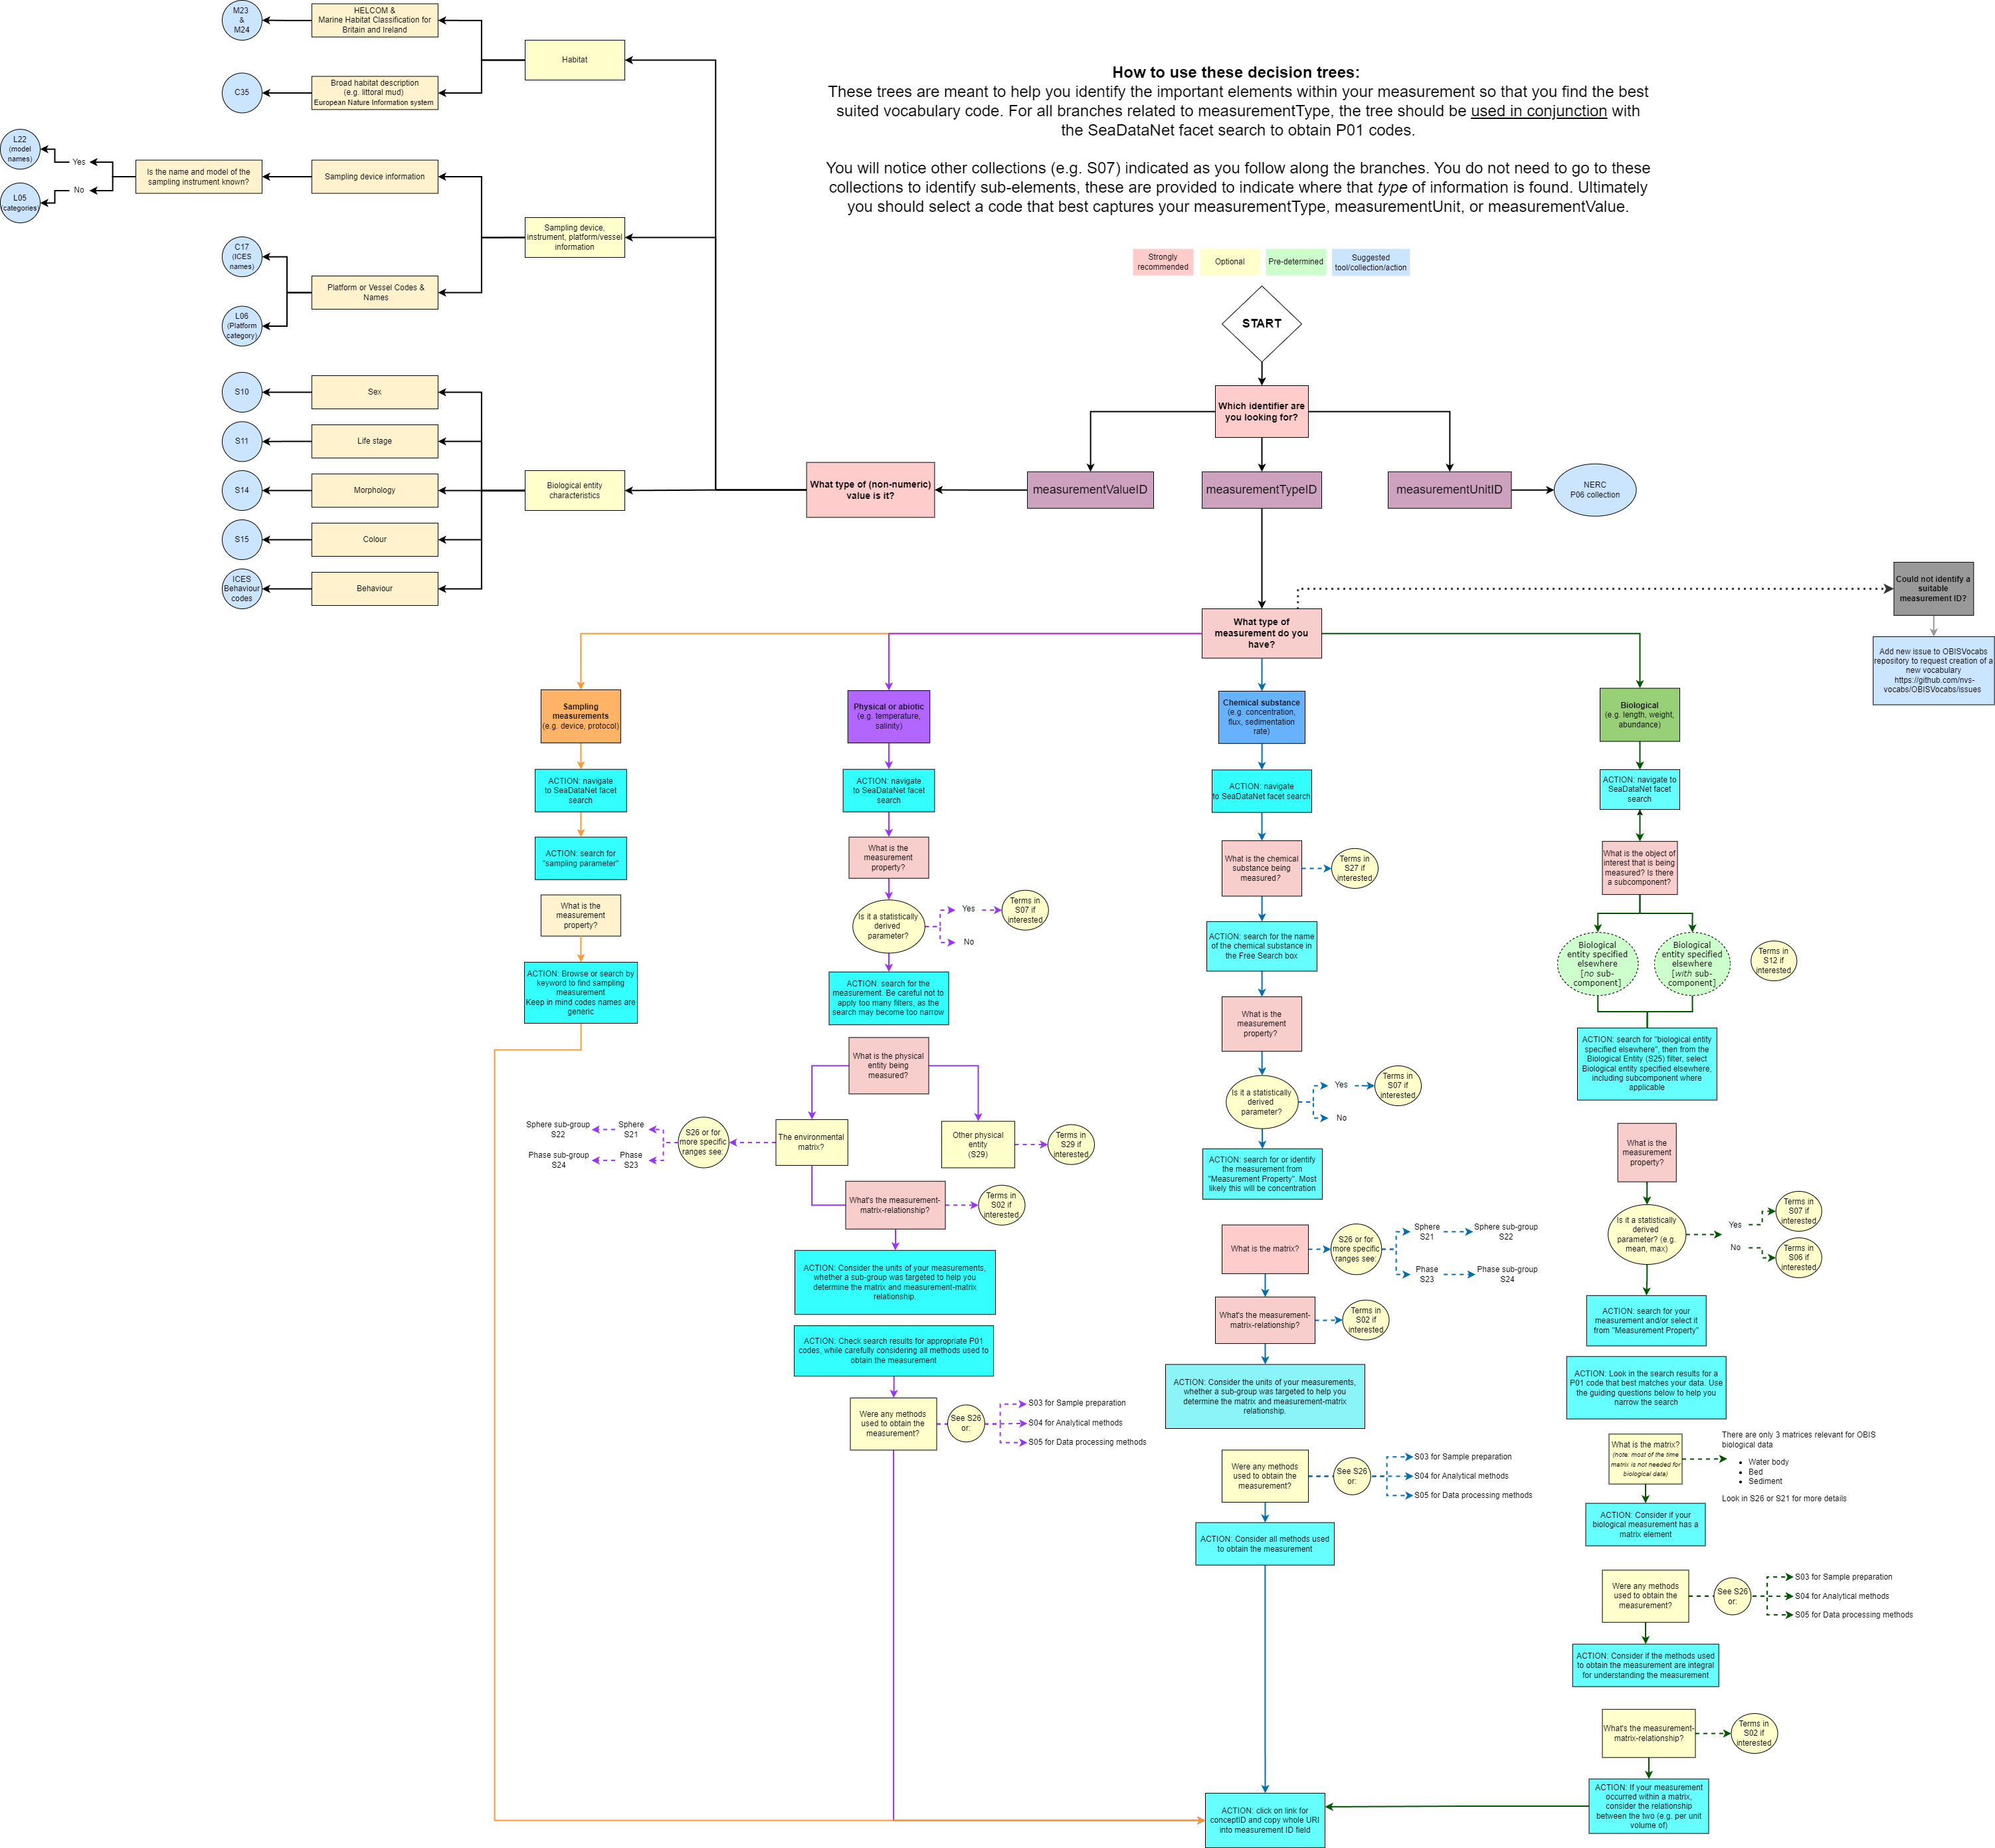 How to use these decision trees:
These trees are meant to help you identify the important elements within your measurement so that you find the best
suited vocabulary code. For all branches related to measurementType, the tree should be used in conjunction with
the SeaDataNet facet search to obtain P01 codes.
You will notice other collections (e.g. S07) indicated as you follow along the branches. You do not need to go to these
collections to identify sub-elements, these are provided to indicate where that type of information is found. Ultimately
you should select a code that best captures your measurementType, measurementUnit, or measurementValue.
Strongly
recommended
Optional
Pre-determined
Suggested
tool/collection/action
START
Which identifier are
you looking for?
measurementValueID
measurementTypeID
measurementUnitID
NERC
P06 collection
What type of (non-numeric)
value is it?
Habitat
HELCOM &
Marine Habitat Classification for
Britain and Ireland
M23
&
M24
Broad habitat description
(e.g. littoral mud)
European Nature Information system
C35
Sampling device,
instrument, platform/vessel
information
Sampling device information
Is the name and model of the
sampling instrument known?
Yes
No
L22
(model
names)
L05
(categories)
Platform or Vessel Codes &
Names
C17
(ICES
names)
L06
(Platform
category)
Biological entity
characteristics
Sex
S10
Life stage
S11
Morphology
S14
Colour
S15
Behaviour
ICES
Behaviour
codes
Could not identify a
suitable
measurement ID?
Add new issue to OBISVocabs
repository to request creation of a
new vocabulary
https://github.com/nvs-
vocabs/OBISVocabs/issues
What type of
measurement do you
have?
Sampling
measurements
(e.g. device, protocol)
ACTION: navigate
to SeaDataNet facet
search
ACTION: search for
"sampling parameter"
What is the
measurement
property?
ACTION: Browse or search by
keyword to find sampling
measurement
Keep in mind codes names are
generic
Physical or abiotic
(e.g. temperature,
salinity)
ACTION: navigate
to SeaDataNet facet
search
What is the
measurement
property?
Is it a statistically
derived
parameter?
Yes
No
Terms in
S07 if
interested
ACTION: search for the
measurement. Be careful not to
apply too many filters, as the
search may become too narrow
What is the physical
entity being
measured?
The environmental
matrix?
S26 or for
more specific
ranges see:
Sphere
S21
Sphere sub-group
S22
Phase
S23
Phase sub-group
S24
Other physical
entity
(S29)
Terms in
S29 if
interested
What's the measurement-
matrix-relationship?
Terms in
S02 if
interested
ACTION: Consider the units of your measurements,
whether a sub-group was targeted to help you
determine the matrix and measurement-matrix
relationship.
ACTION: Check search results for appropriate P01
codes, while carefully considering all methods used to
obtain the measurement
Were any methods
used to obtain the
measurement?
See S26
or:
S03 for Sample preparation
S04 for Analytical methods
S05 for Data processing methods
Chemical substance
(e.g. concentration,
flux, sedimentation
rate)
ACTION: navigate
to SeaDataNet facet search
What is the chemical
substance being
measured?
Terms in
S27 if
interested
ACTION: search for the name
of the chemical substance in
the Free Search box
What is the
measurement
property?
Is it a statistically
derived
parameter?
Yes
No
Terms in
S07 if
interested
ACTION: search for or identify
the measurement from
"Measurement Property". Most
likely this will be concentration
What is the matrix?
S26 or for
more specific
ranges see:
Sphere
S21
Sphere sub-group
S22
Phase
S23
Phase sub-group
S24
What's the measurement-
matrix-relationship?
Terms in
S02 if
interested
ACTION: Consider the units of your measurements,
whether a sub-group was targeted to help you
determine the matrix and measurement-matrix
relationship.
Were any methods
used to obtain the
measurement?
See S26
or:
S03 for Sample preparation
S04 for Analytical methods
S05 for Data processing methods
ACTION: Consider all methods used
to obtain the measurement
Biological
(e.g. length, weight,
abundance)
ACTION: navigate to
SeaDataNet facet
search
What is the object of
interest that is being
measured? Is there
a subcomponent?
Biological
entity specified
elsewhere
[no sub-
component]
Biological
entity specified
elsewhere
[with sub-
component]
Terms in
S12 if
interested
ACTION: search for "biological entity
specified elsewhere", then from the
Biological Entity (S25) filter, select
Biological entity specified elsewhere,
including subcomponent where
applicable
What is the
measurement
property?
Is it a statistically
derived
parameter? (e.g.
mean, max)
Yes
No
Terms in
S07 if
interested
Terms in
S06 if
interested
ACTION: search for your
measurement and/or select it
from "Measurement Property"
ACTION: Look in the search results for a
P01 code that best matches your data. Use
the guiding questions below to help you
narrow the search
What is the matrix?
(note: most of the time
matrix is not needed for
biological data)
There are only 3 matrices relevant for OBIS
biological data
• Water body
• Bed
• Sediment
Look in S26 or S21 for more details
ACTION: Consider if your
biological measurement has a
matrix element
Were any methods
used to obtain the
measurement?
See S26
or:
S03 for Sample preparation
S04 for Analytical methods
S05 for Data processing methods
ACTION: Consider if the methods used
to obtain the measurement are integral
for understanding the measurement
What's the measurement-
matrix-relationship?
Terms in
S02 if
interested
ACTION: If your measurement
occurred within a matrix,
consider the relationship
between the two (e.g. per unit
volume of)
ACTION: click on link for
conceptID and copy whole URI
into measurement ID field